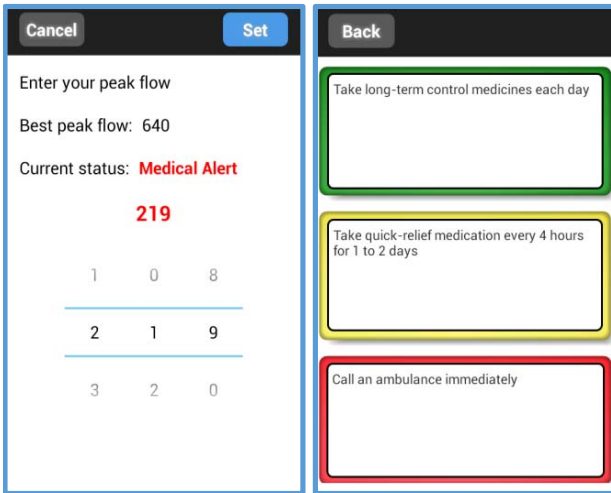 Cancel Set
Enter your peak flow
Best peak flow: 640
Current status: Medical Alert
219
1 0 8
2 1 9
3 2 0
Back
Take long-term control medicines each day
Take quick-relief medication every 4 hours
for 1 to 2 days
Call an ambulance immediately